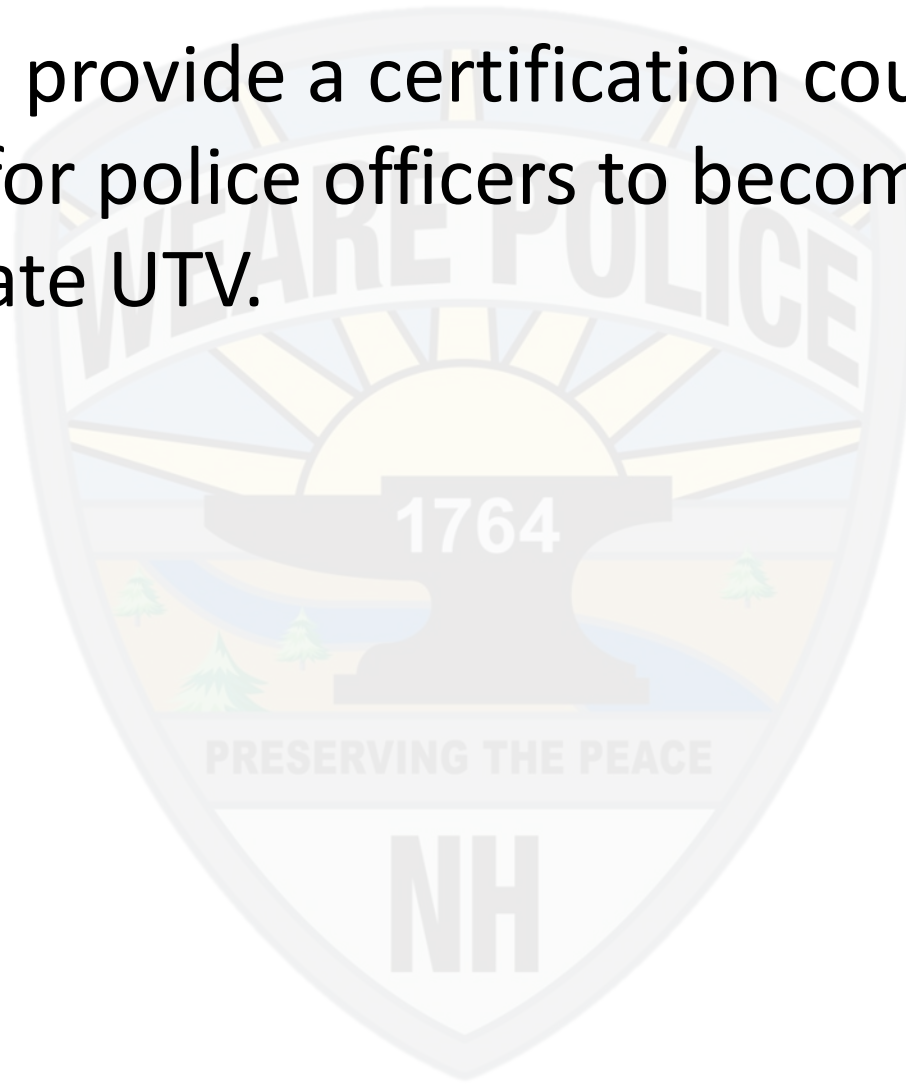 provide a certification cou
for police officers to becom
ate UTV.
WEARE POLICE
1764
PRESERVING THE PEACE
NH